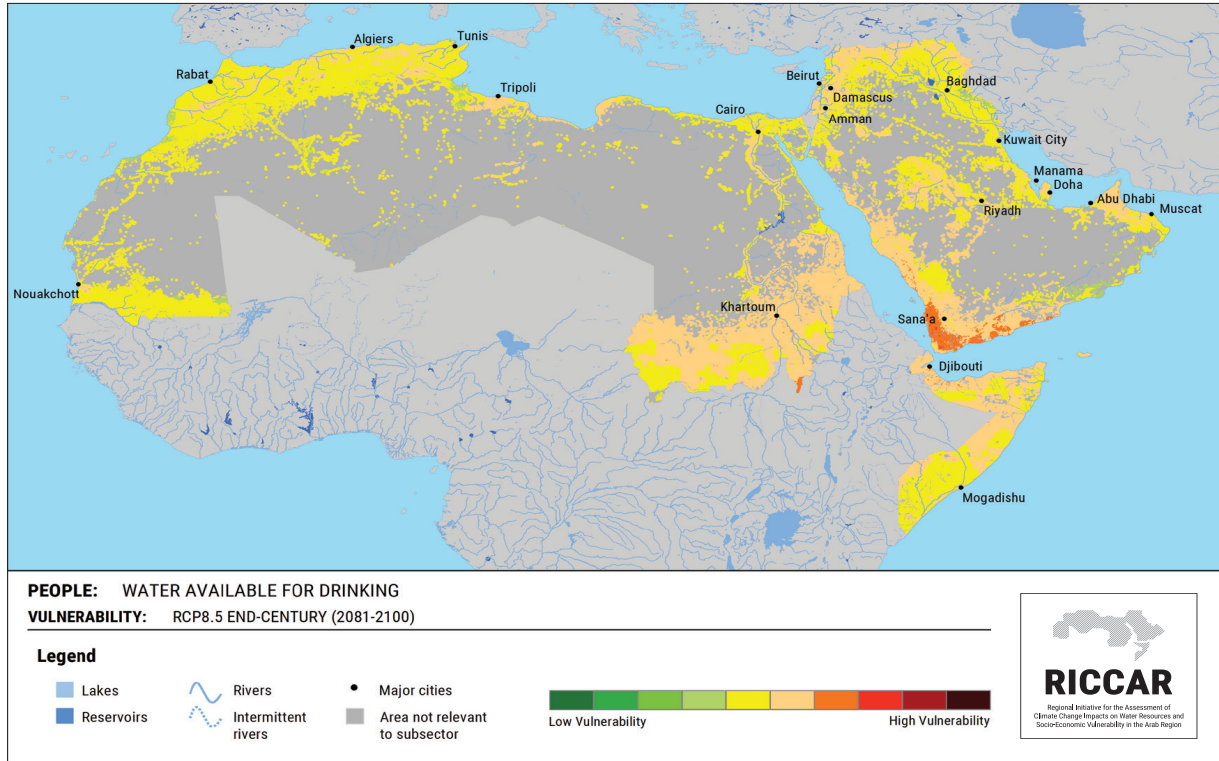 Algiers
Tunis
Rabat
Tripoli
Beirut
Baghdad
Damascus
Cairo
Amman
Kuwait City
Manama
Doha
Abu Dhabi
Riyadh
Muscat
Nouakchott
Khartoum
Sana'a
Djibouti
Mogadishu
PEOPLE: WATER AVAILABLE FOR DRINKING
VULNERABILITY: RCP8.5 END-CENTURY (2081-2100)
Legend
Lakes
Rivers
Major cities
Reservoirs
Intermittent
rivers
Area not relevant
to subsector
Low Vulnerability
High Vulnerability
RICCAR
Regional Initiative for the Assessment of
Climate Change Impacts on Water Resources and
Socio-Economic Vulnerability in the Arab Region